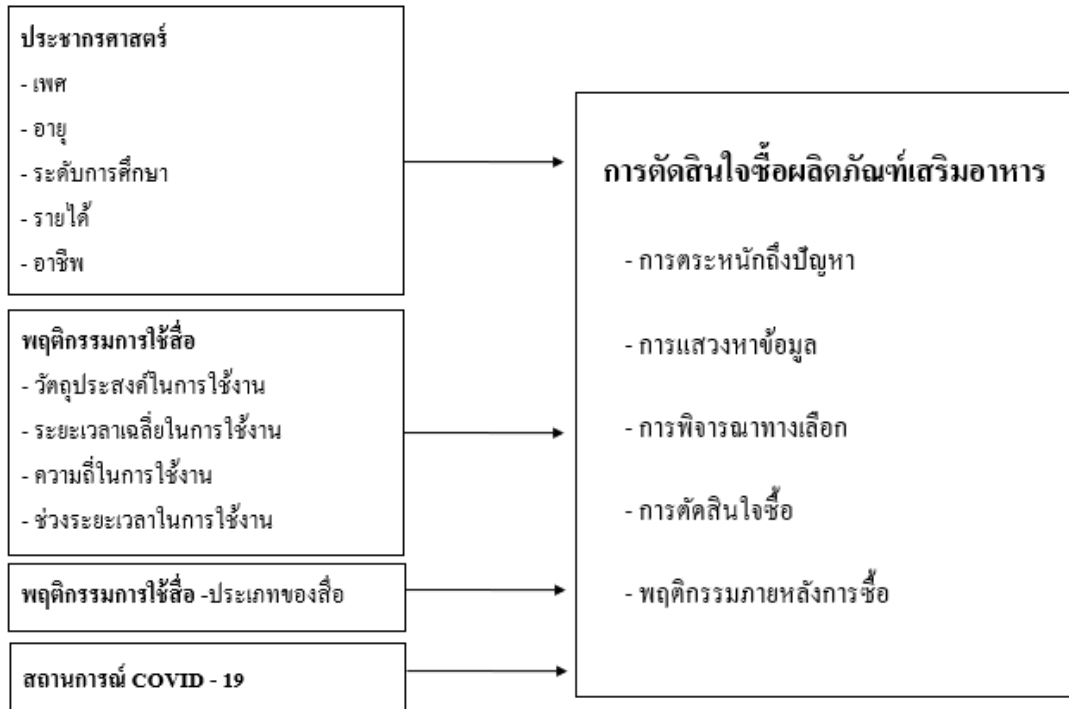 ประชากรศาสตร์
- เพศ
- อายุ
- ระดับการศึกษา
- รายได้
- อาชีพ
พฤติกรรมการใช้สื่อ
- วัตถุประสงค์ในการใช้งาน
- ระยะเวลาเฉลี่ยในการใช้งาน
- ความถี่ในการใช้งาน
- ช่วงระยะเวลาในการใช้งาน
พฤติกรรมการใช้สื่อ -ประเภทของสื่อ
สถานการณ์ COVID - 19
การตัดสินใจซื้อผลิตภัณฑ์เสริมอาหาร
- การตระหนักถึงปัญหา
- การแสวงหาข้อมูล
- การพิจารณาทางเลือก
- การตัดสินใจซื้อ
- พฤติกรรมภายหลังการซื้อ